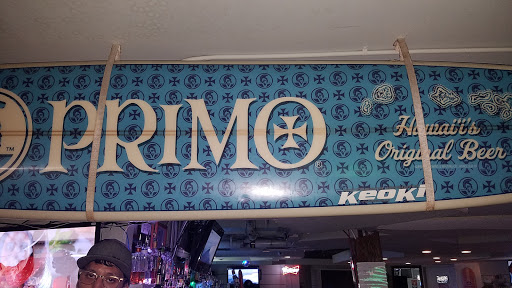 PRIMO
Hawaii's
Original Beer
KEOKI